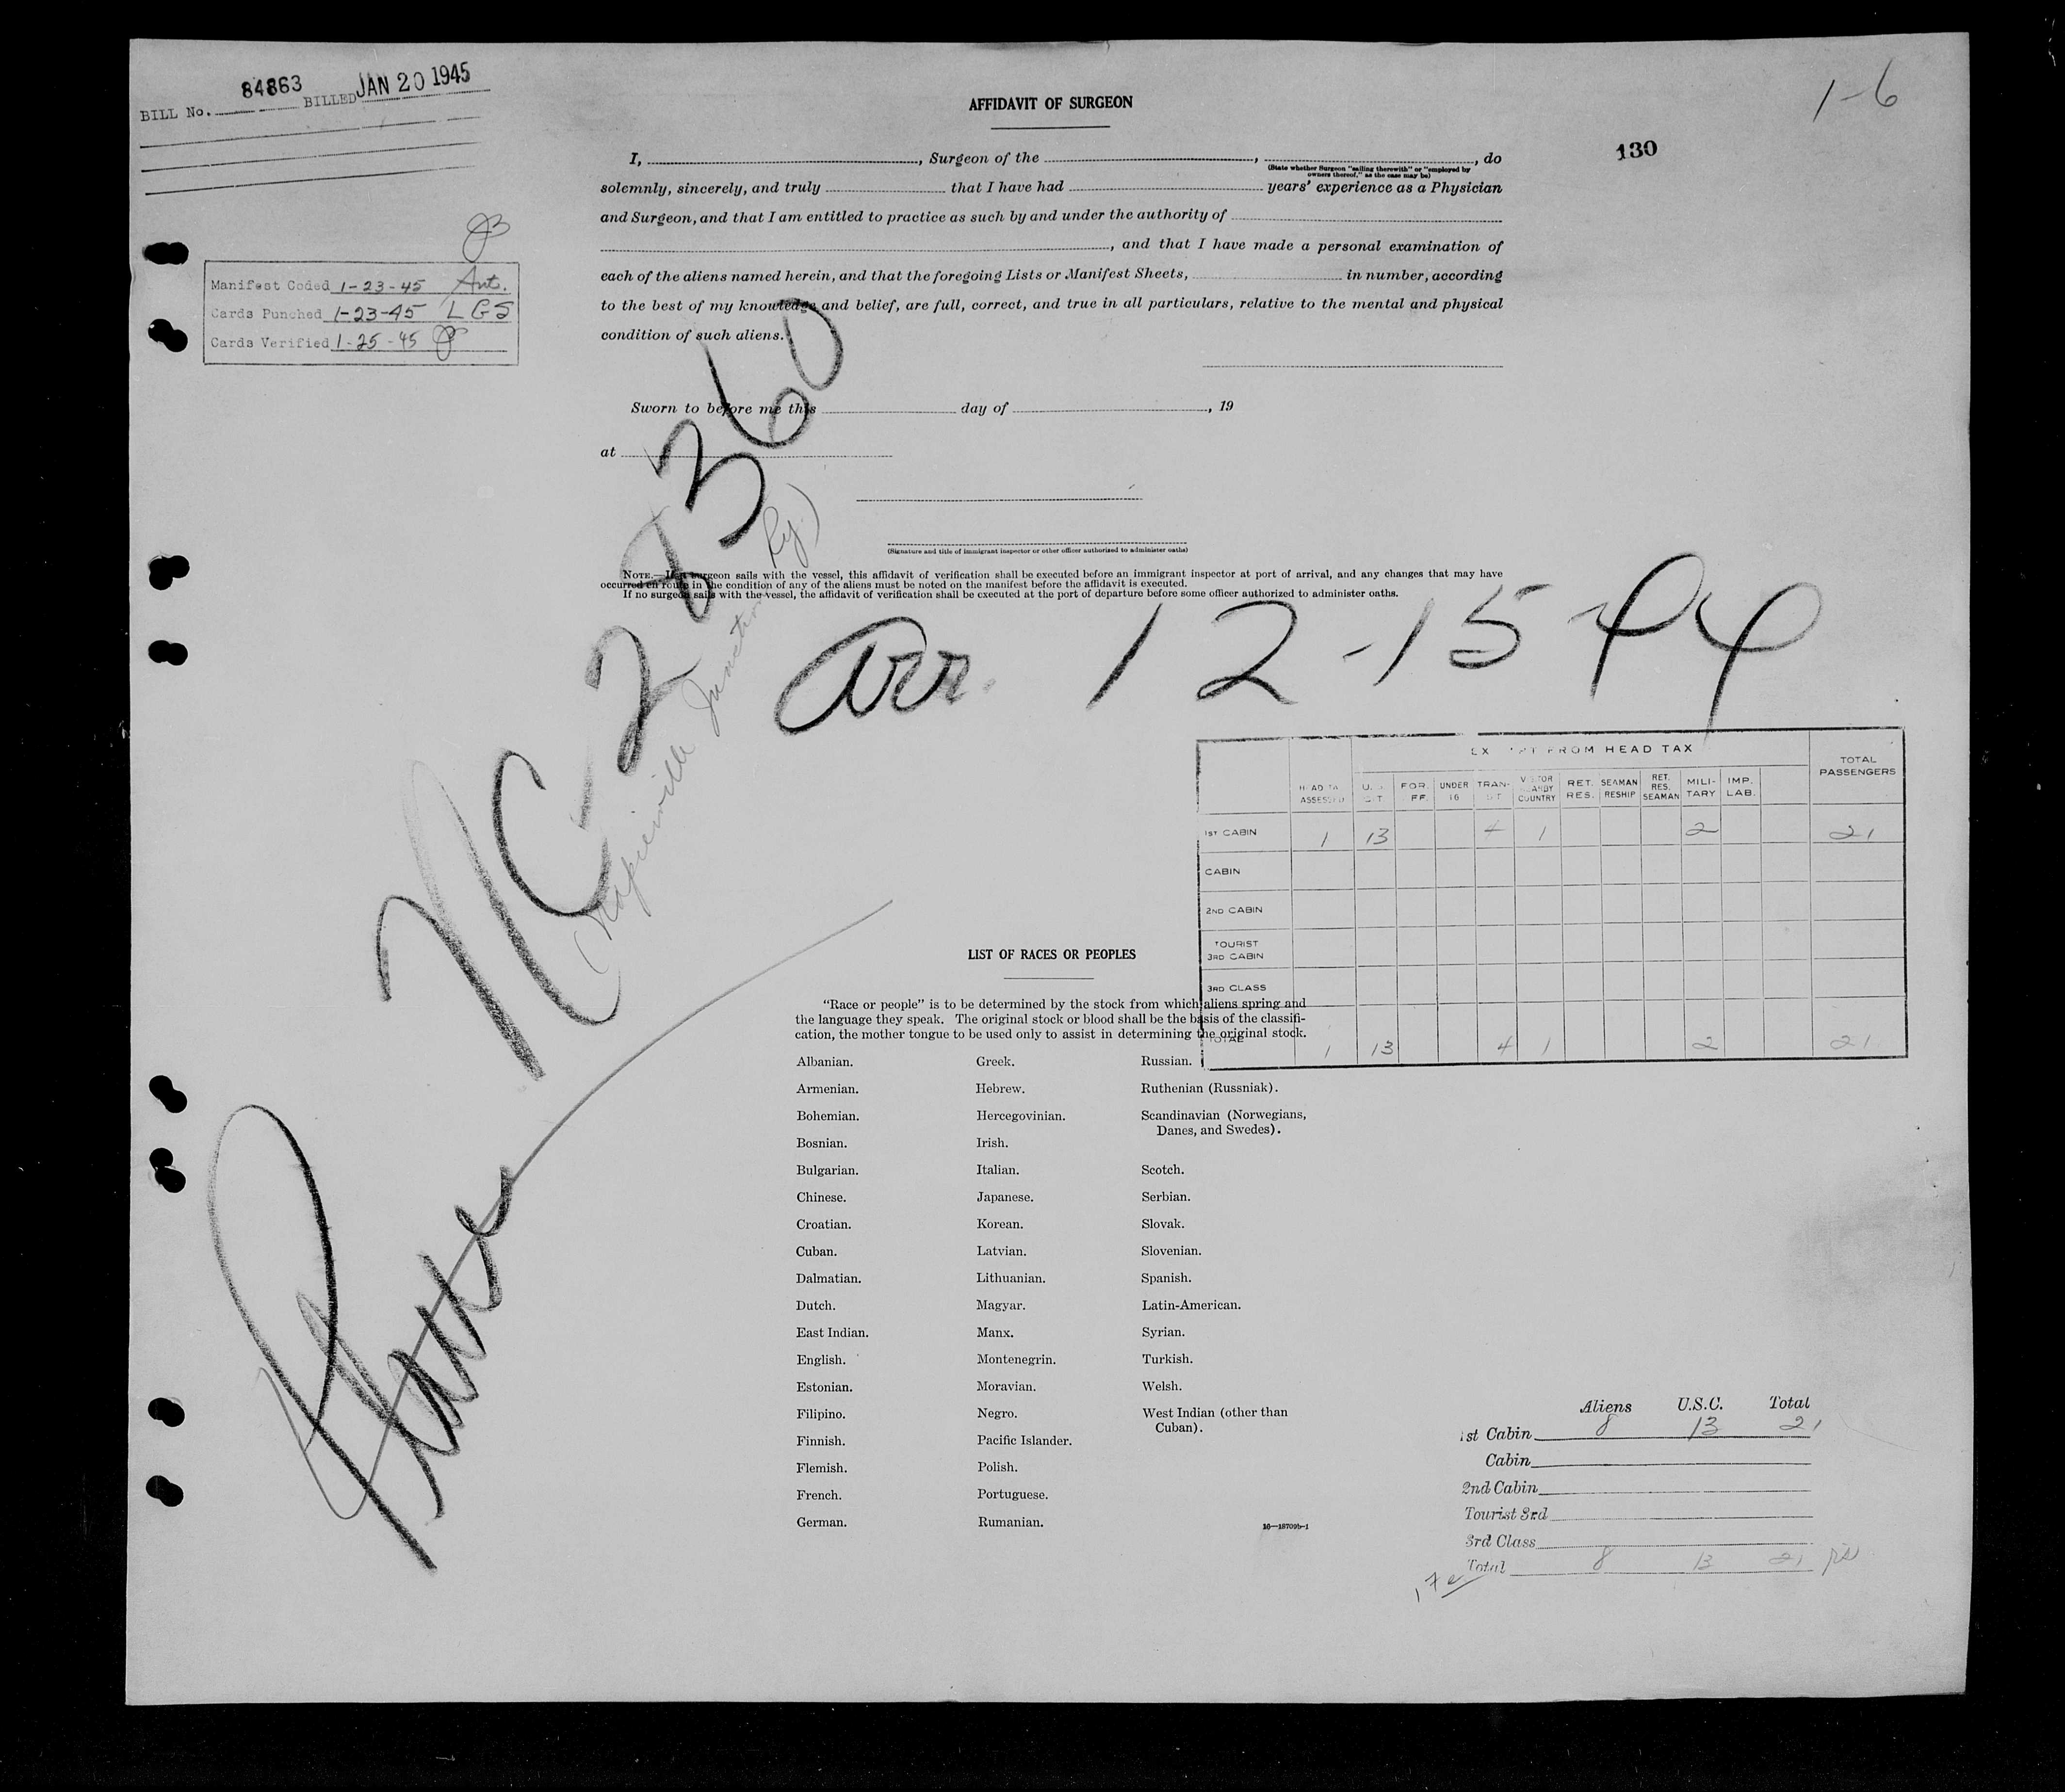 BILL No. 84863 BILLED JAN 20 1945
1-6
130
AFFIDAVIT OF SURGEON
I, , Surgeon of the , , do
(State whether Surgeon "sailing therewith" or "employed by
owners thereof," as the case may be)
solemnly, sincerely, and truly that I have had years' experience as a Physician
and Surgeon, and that I am entitled to practice as such by and under the authority of
, and that I have made a personal examination of
each of the aliens named herein, and that the foregoing Lists or Manifest Sheets, in number, according
to the best of my knowledge and belief, are full, correct, and true in all particulars, relative to the mental and physical
condition of such aliens.
Manifest Coded 1-23-45 Ant.
Cards Punched 1-23-45 LGS
Cards Verified 1-25-45
Sworn to before me this day of , 19
at
(Signature and title of immigrant inspector or other officer authorized to administer oaths)
NOTE.—If a surgeon sails with the vessel, this affidavit of verification shall be executed before an immigrant inspector at port of arrival, and any changes that may have
occurred en route in the condition of any of the aliens must be noted on the manifest before the affidavit is executed.
If no surgeon sails with the vessel, the affidavit of verification shall be executed at the port of departure before some officer authorized to administer oaths.
NC-28360
(Napierville Junction Ry.)
arr. 12-15-44
EXEMPT FROM HEAD TAX
HEAD TAX ASSESSED U.S. CIT. FOR. OFF. UNDER 16 TRANSIT VISITOR CANDY COUNTRY RET. RES. SEAMAN RESHIP RET. RES. SEAMAN MILITARY IMP. LAB. TOTAL PASSENGERS
1ST CABIN 1 13 4 1 2 21
CABIN
2ND CABIN
TOURIST
3RD CABIN
3RD CLASS
TOTAL 1 13 4 1 2 21
LIST OF RACES OR PEOPLES
"Race or people" is to be determined by the stock from which aliens spring and
the language they speak. The original stock or blood shall be the basis of the classifi-
cation, the mother tongue to be used only to assist in determining the original stock.
Albanian. Greek. Russian.
Armenian. Hebrew. Ruthenian (Russniak).
Bohemian. Hercegovinian. Scandinavian (Norwegians,
Danes, and Swedes).
Bosnian. Irish.
Bulgarian. Italian. Scotch.
Chinese. Japanese. Serbian.
Croatian. Korean. Slovak.
Cuban. Latvian. Slovenian.
Dalmatian. Lithuanian. Spanish.
Dutch. Magyar. Latin-American.
East Indian. Manx. Syrian.
English. Montenegrin. Turkish.
Estonian. Moravian. Welsh.
Filipino. Negro. West Indian (other than
Cuban).
Finnish. Pacific Islander.
Flemish. Polish.
French. Portuguese.
German. Rumanian.
16—18709b-1
Aliens U.S.C. Total
1st Cabin 8 13 21
Cabin
2nd Cabin
Tourist 3rd
3rd Class
Total 8 13 21